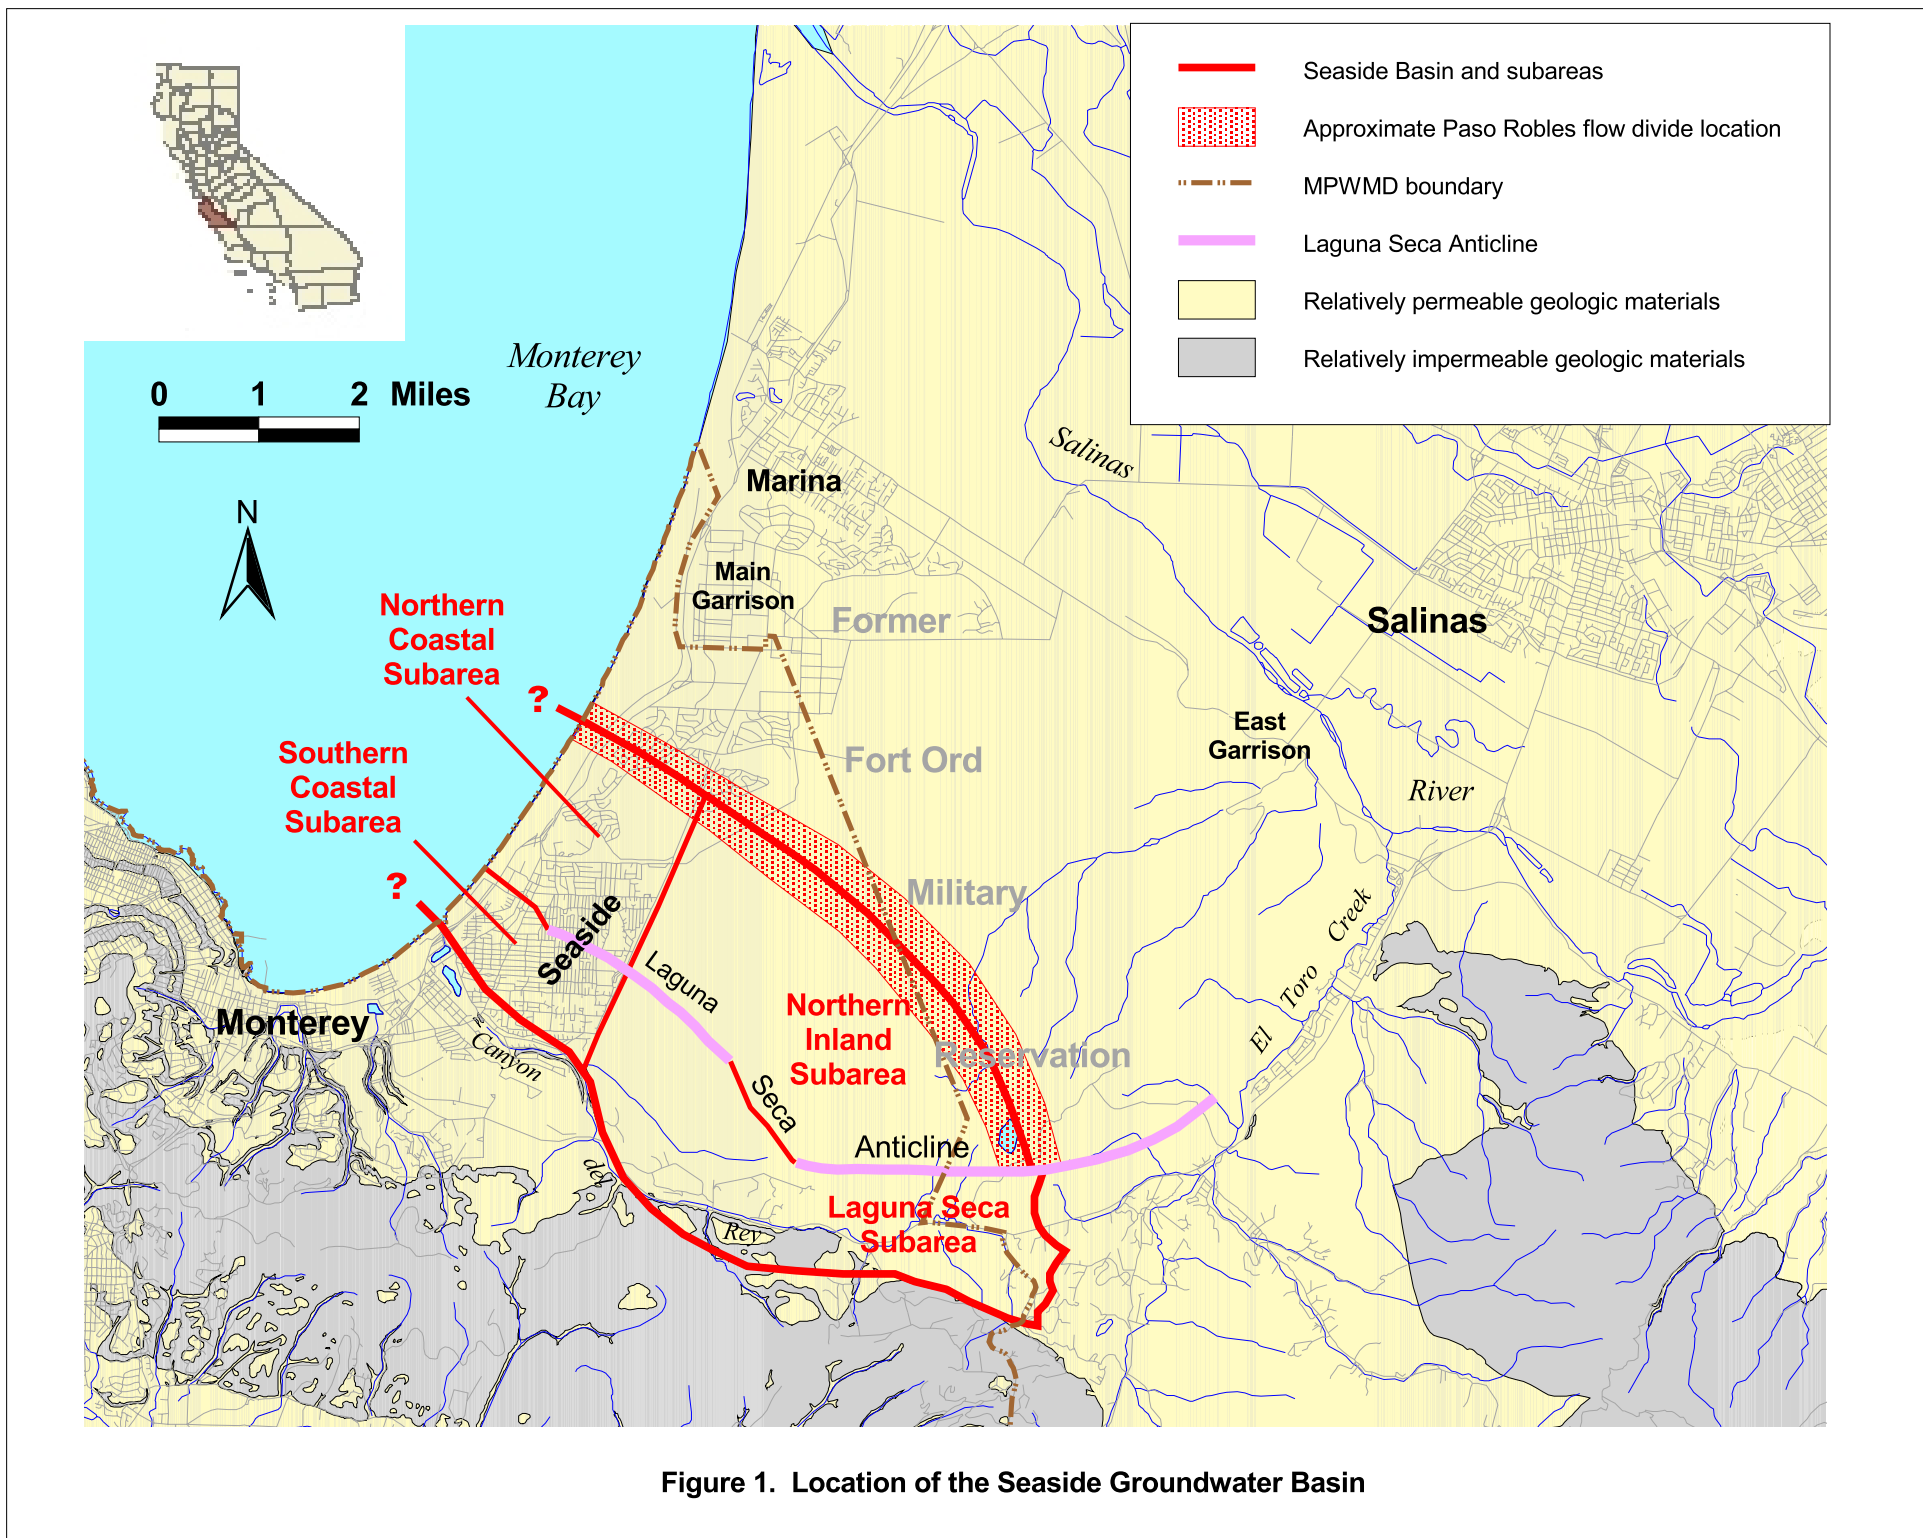 Seaside Basin and subareas
Approximate Paso Robles flow divide location
MPWMD boundary
Laguna Seca Anticline
Relatively permeable geologic materials
Relatively impermeable geologic materials
Monterey
Bay
0 1 2 Miles
N
Salinas
Marina
Main
Garrison
Former
Salinas
Northern
Coastal
Subarea
?
East
Garrison
Fort Ord
River
Southern
Coastal
Subarea
?
Military
Creek
Seaside
Laguna
Toro
El
Northern
Inland
Subarea
Monterey
Canyon
Reservation
Seca
Anticline
del
Rey
Laguna Seca
Subarea
Figure 1. Location of the Seaside Groundwater Basin